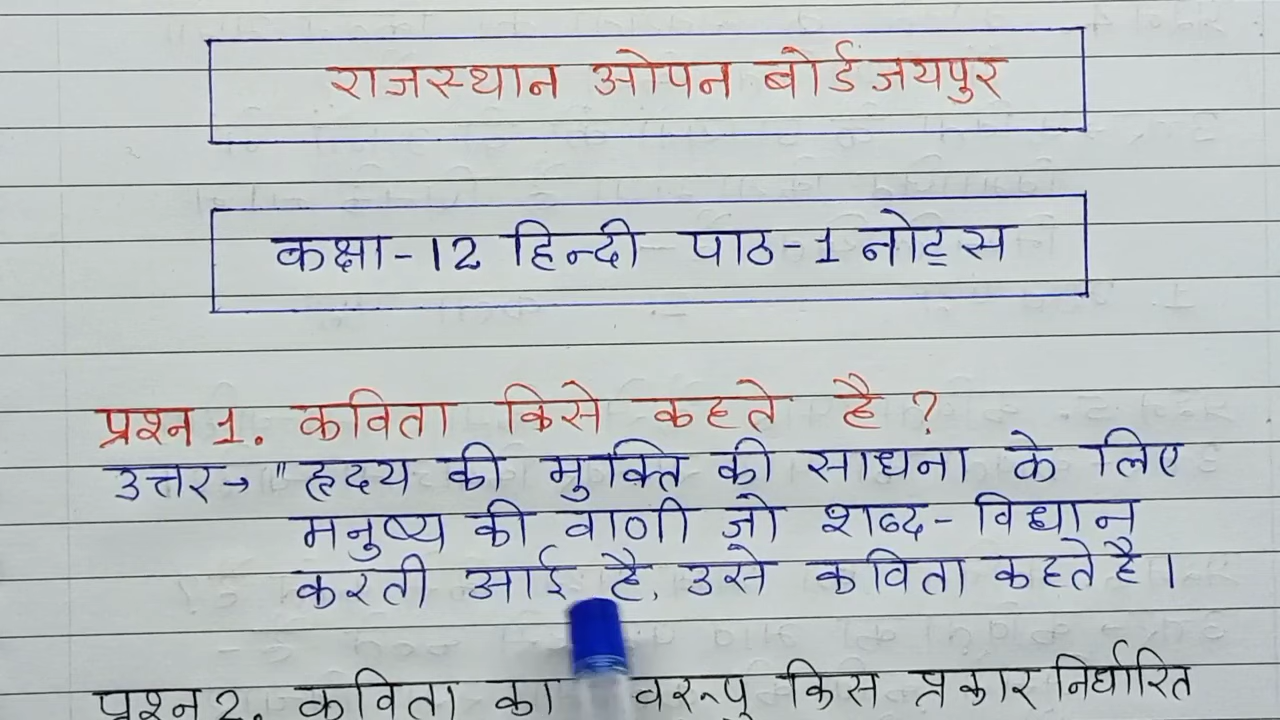 राजस्थान ओपन बोर्ड जयपुर
कक्षा-12 हिन्दी पाठ-1 नोट्स
प्रश्न 1. कविता किसे कहते है ?
उत्तर → "हृदय की मुक्ति की साधना के लिए
मनुष्य की वाणी जो शब्द-विधान
करती आई है, उसे कविता कहते है ।
प्रश्न 2. कविता का वरूप किस प्रकार निर्धारित